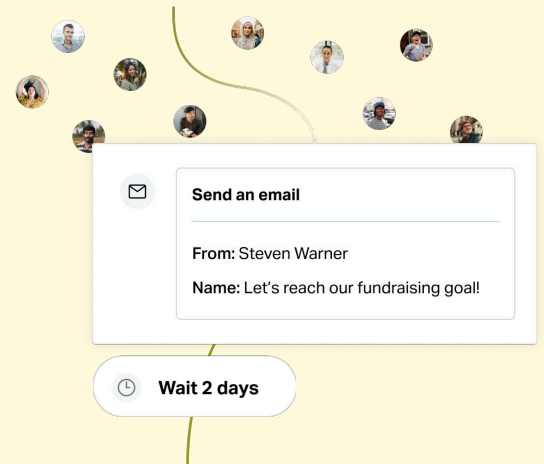 Send an email
From: Steven Warner
Name: Let’s reach our fundraising goal!
Wait 2 days